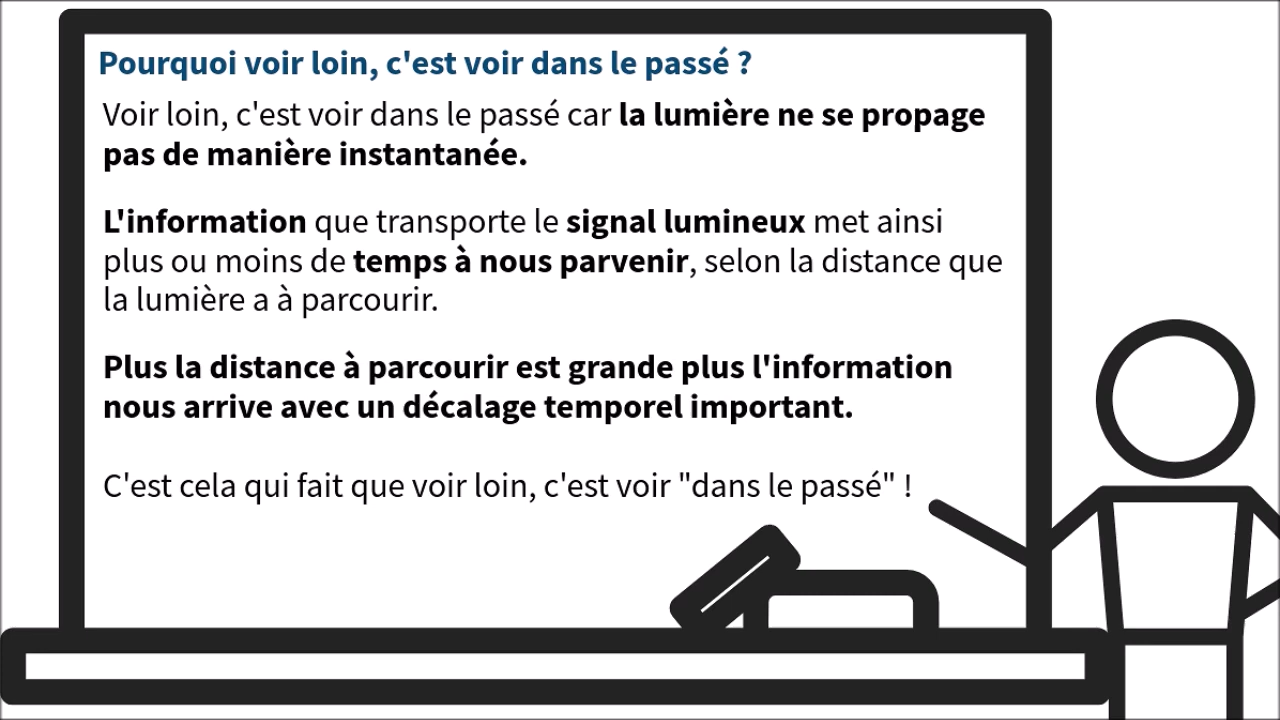 Pourquoi voir loin, c'est voir dans le passé ?
Voir loin, c'est voir dans le passé car la lumière ne se propage
pas de manière instantanée.
L'information que transporte le signal lumineux met ainsi
plus ou moins de temps à nous parvenir, selon la distance que
la lumière a à parcourir.
Plus la distance à parcourir est grande plus l'information
nous arrive avec un décalage temporel important.
C'est cela qui fait que voir loin, c'est voir "dans le passé" !